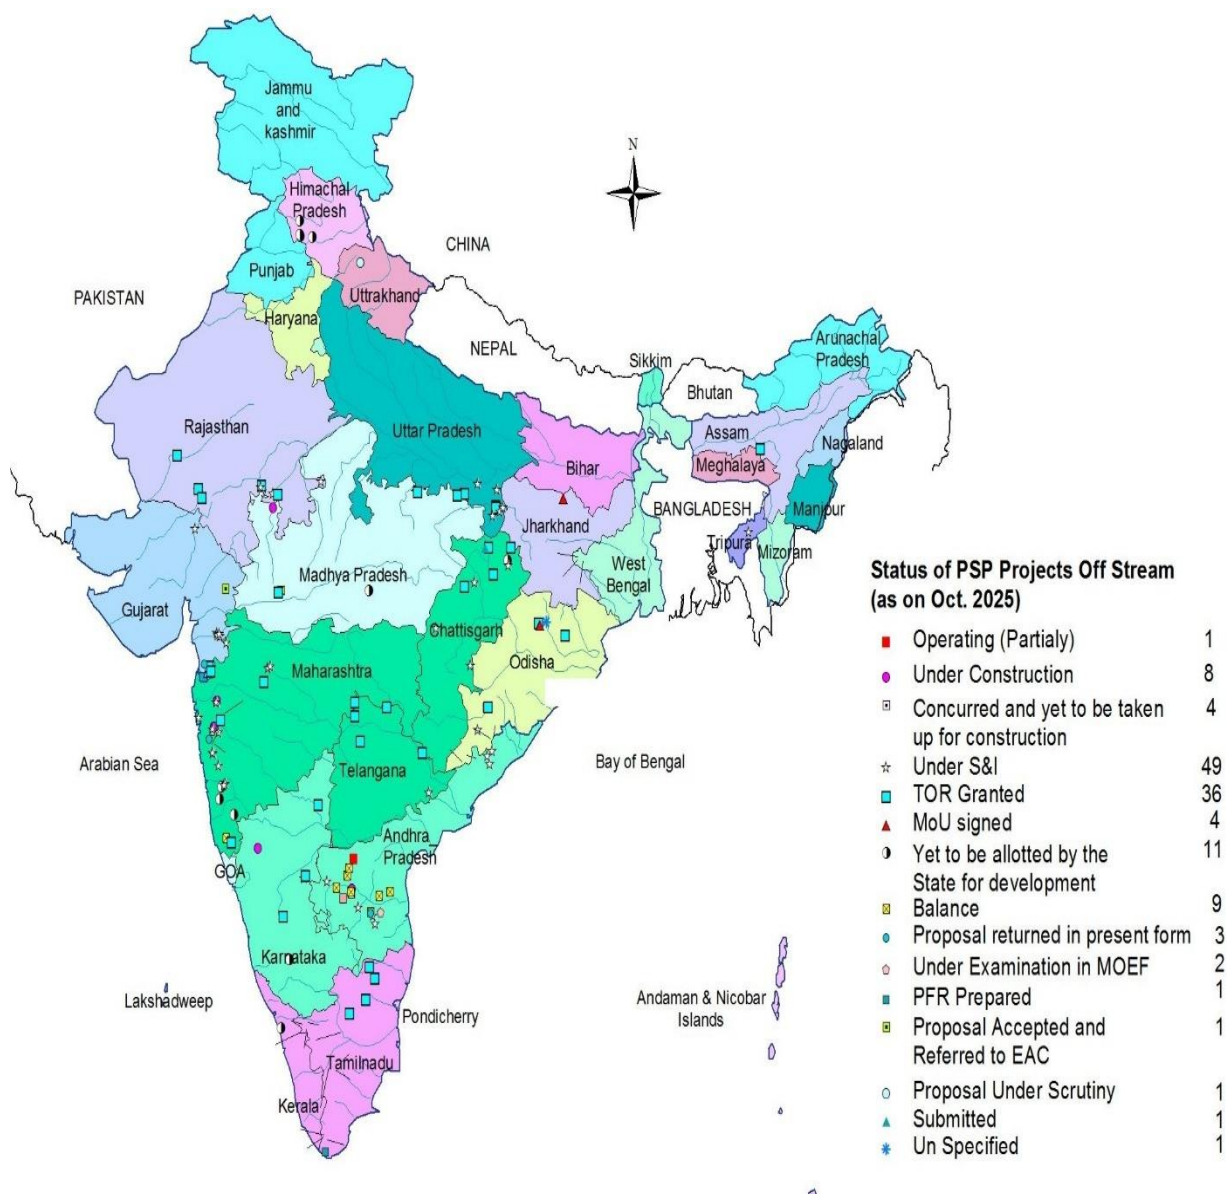 N
Jammu
and
kashmir
Himachal
Pradesh
CHINA
Punjab
Uttrakhand
PAKISTAN
Haryana
NEPAL
Sikkim
Arunachal
Pradesh
Bhutan
Rajasthan
Uttar Pradesh
Assam
Nagaland
Bihar
Meghalaya
BANGLADESH
Manipur
Jharkhand
Tripura
Mizoram
West
Bengal
Madhya Pradesh
Gujarat
Chattisgarh
Odisha
Maharashtra
Arabian Sea
Telangana
Bay of Bengal
Andhra
Pradesh
GOA
Karnataka
Lakshadweep
Pondicherry
Andaman & Nicobar
Islands
Tamilnadu
Kerala
Status of PSP Projects Off Stream
(as on Oct. 2025)
Operating (Partialy) 1
Under Construction 8
Concurred and yet to be taken 4
up for construction
Under S&I 49
TOR Granted 36
MoU signed 4
Yet to be allotted by the 11
State for development
Balance 9
Proposal returned in present form 3
Under Examination in MOEF 2
PFR Prepared 1
Proposal Accepted and 1
Referred to EAC
Proposal Under Scrutiny 1
Submitted 1
Un Specified 1